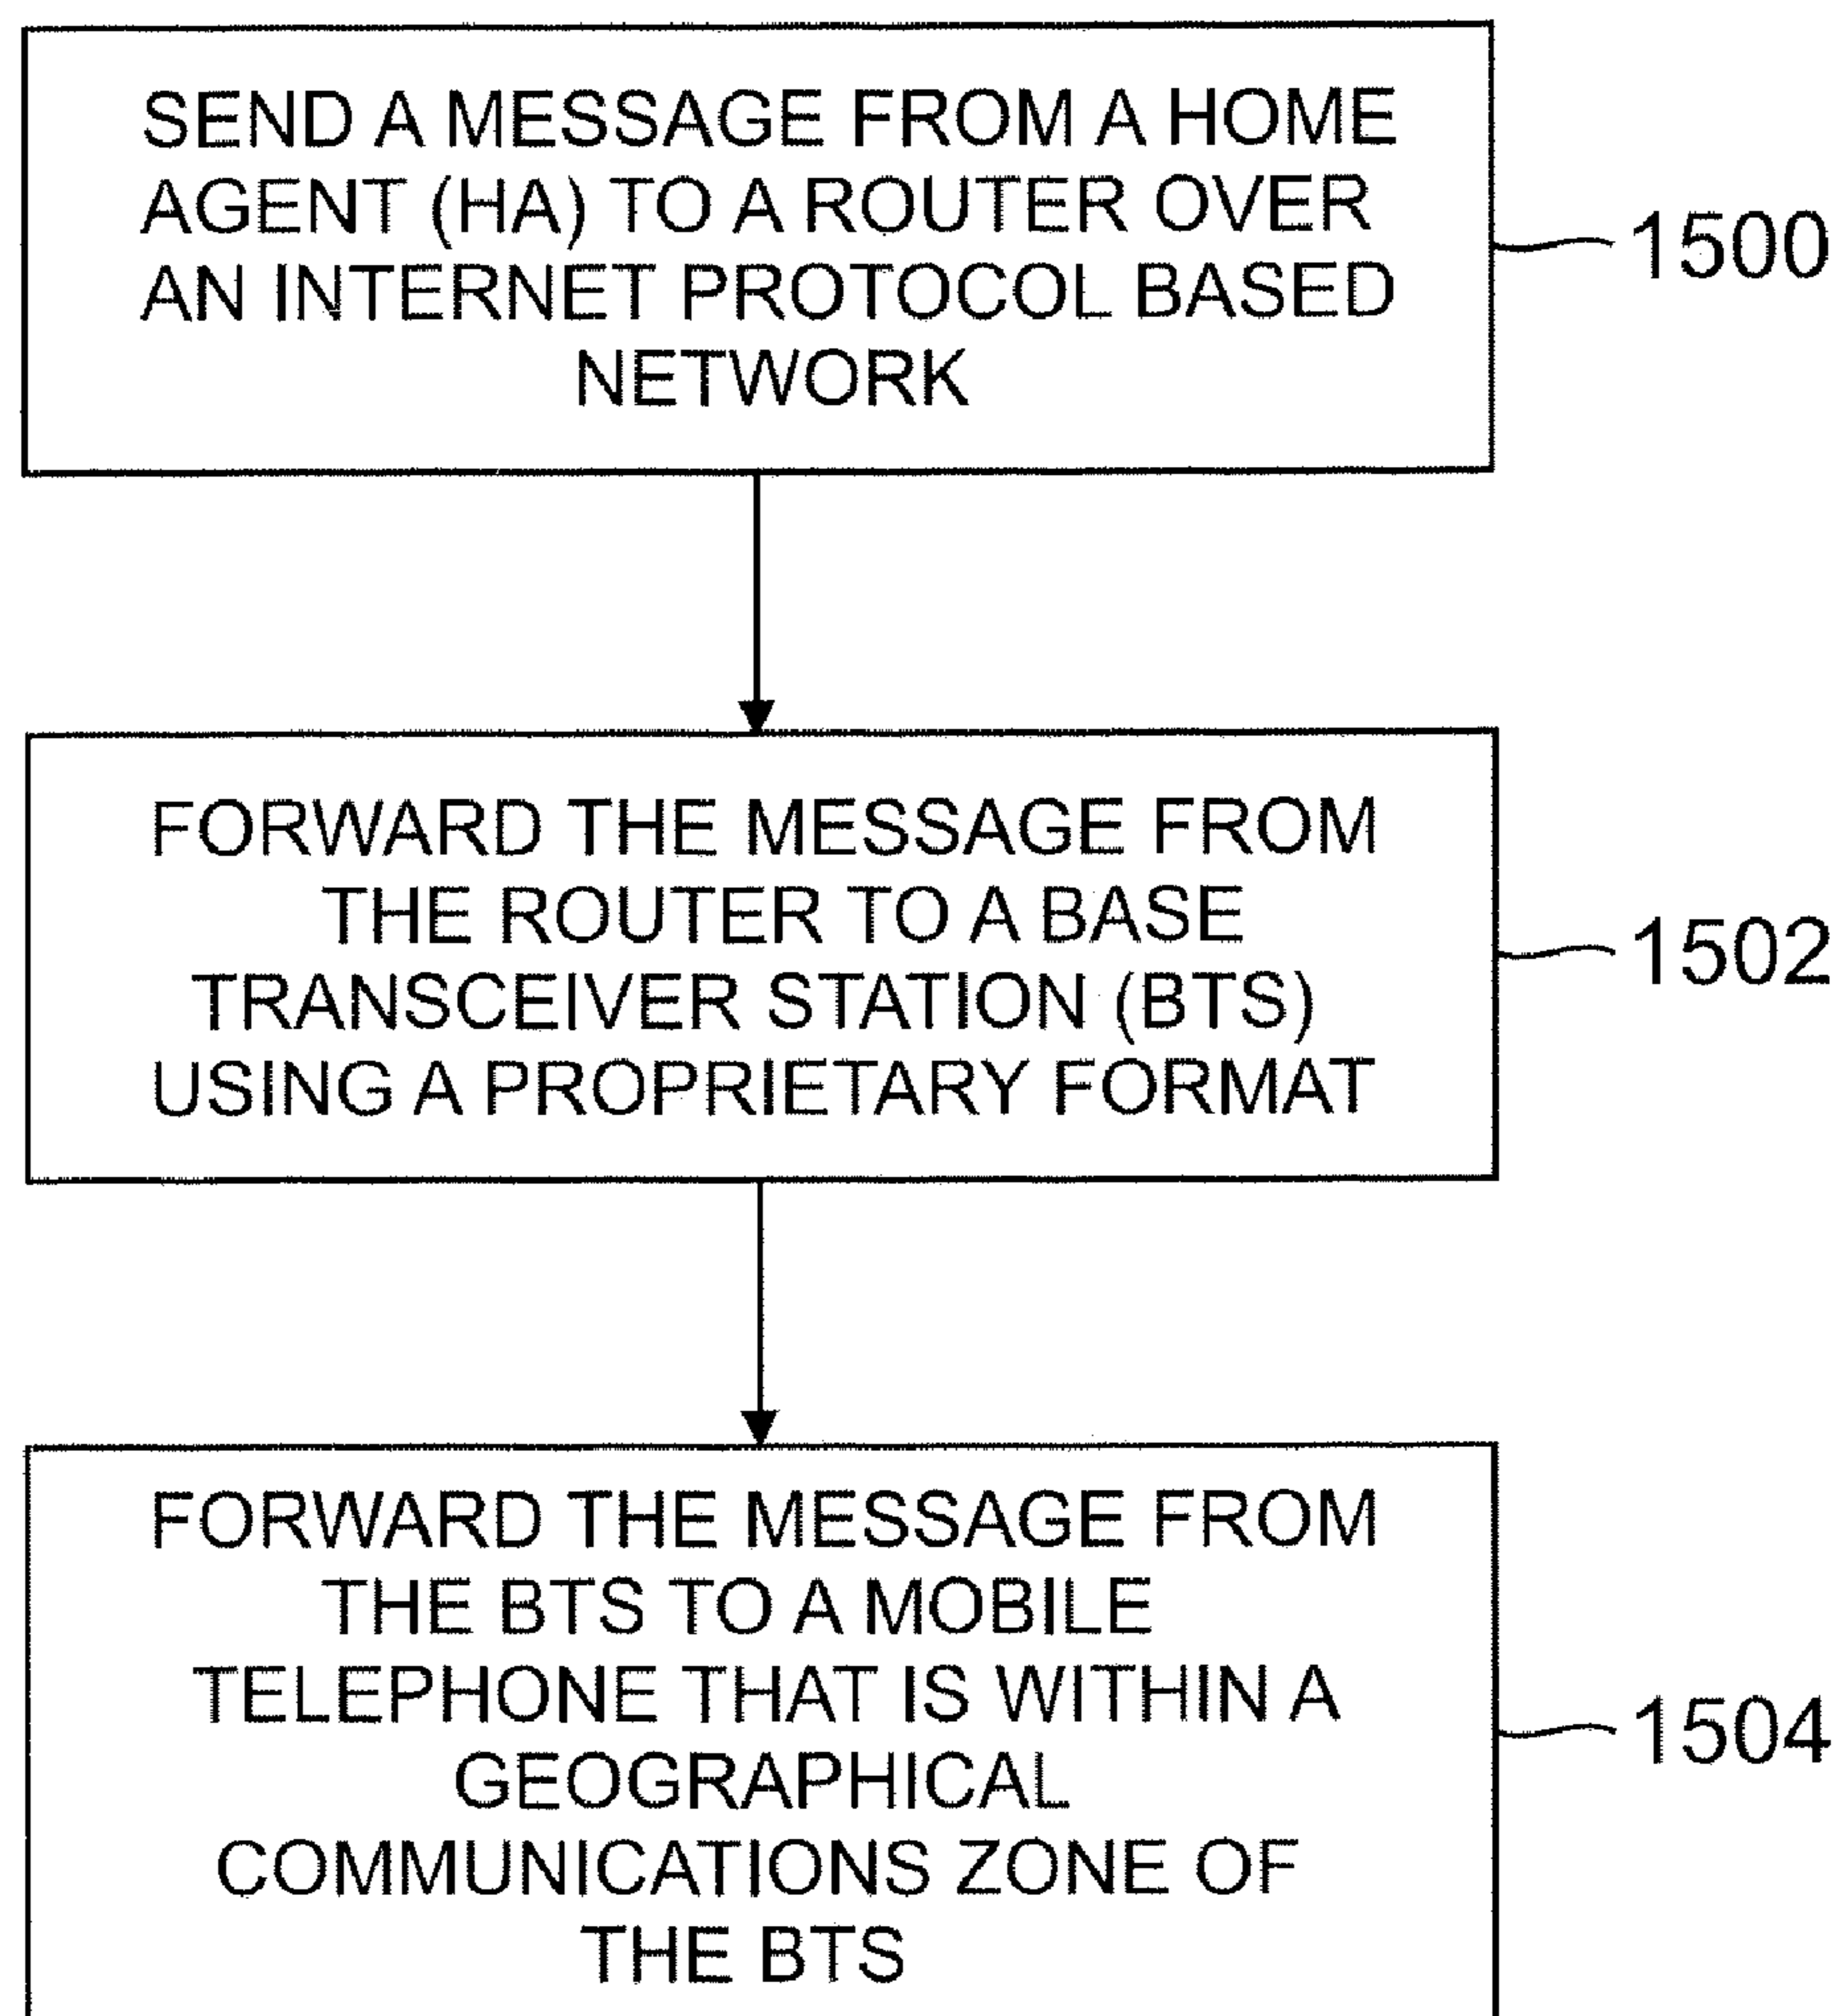 SEND A MESSAGE FROM A HOME
AGENT (HA) TO A ROUTER OVER
AN INTERNET PROTOCOL BASED
NETWORK
1500
FORWARD THE MESSAGE FROM
THE ROUTER TO A BASE
TRANSCEIVER STATION (BTS)
USING A PROPRIETARY FORMAT
1502
FORWARD THE MESSAGE FROM
THE BTS TO A MOBILE
TELEPHONE THAT IS WITHIN A
GEOGRAPHICAL
COMMUNICATIONS ZONE OF
THE BTS
1504